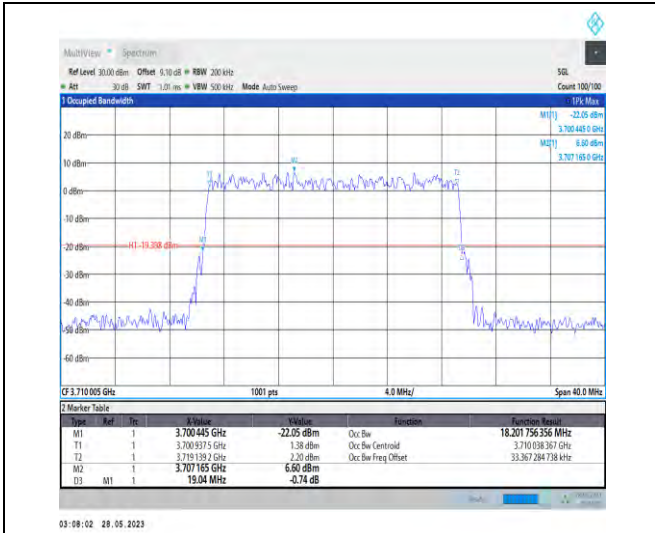 MultiView Spectrum
Ref Level 30.00 dBm Offset 9.10 dB RBW 200 kHz SGL
Att 30 dB SWT 1.01 ms VBW 500 kHz Mode Auto Sweep Count 100/100
1 Occupied Bandwidth 1Pk Max
M1[1] -22.05 dBm
3.700 445 0 GHz
M2[1] 6.60 dBm
3.707 165 0 GHz
20 dBm
10 dBm
0 dBm
-10 dBm
-20 dBm
H1 -19.398 dBm
-40 dBm
-50 dBm
-60 dBm
M2
T1
T2
M1
CF 3.710 005 GHz 1001 pts 4.0 MHz/ Span 40.0 MHz
2 Marker Table
Type Ref Trc X-Value Y-Value Function Function Result
M1 1 3.700 445 GHz -22.05 dBm Occ Bw 18.201 756 356 MHz
T1 1 3.700 937 5 GHz 1.38 dBm Occ Bw Centroid 3.710 038 367 GHz
T2 1 3.719 139 2 GHz 2.20 dBm Occ Bw Freq Offset 33.367 284 738 kHz
M2 1 3.707 165 GHz 6.60 dBm
D3 M1 1 19.04 MHz -0.74 dB
03:08:02 28.05.2023